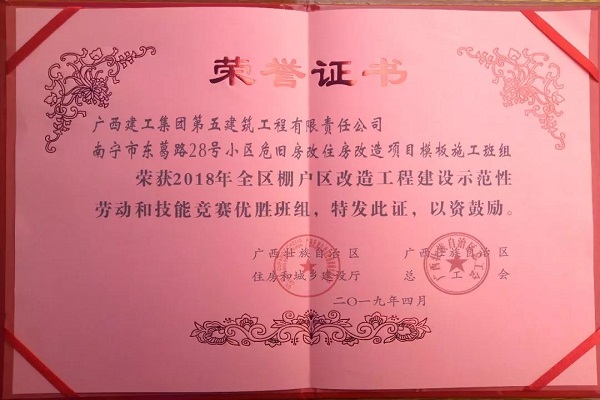 荣誉证书
广西建工集团第五建筑工程有限责任公司
南宁市东葛路28号小区危旧房改住房改造项目模板施工班组
荣获2018年全区棚户区改造工程建设示范性
劳动和技能竞赛优胜班组，特发此证，以资鼓励。
广西壮族自治区 广西壮族自治区
住房和城乡建设厅 总工会
二〇一九年四月